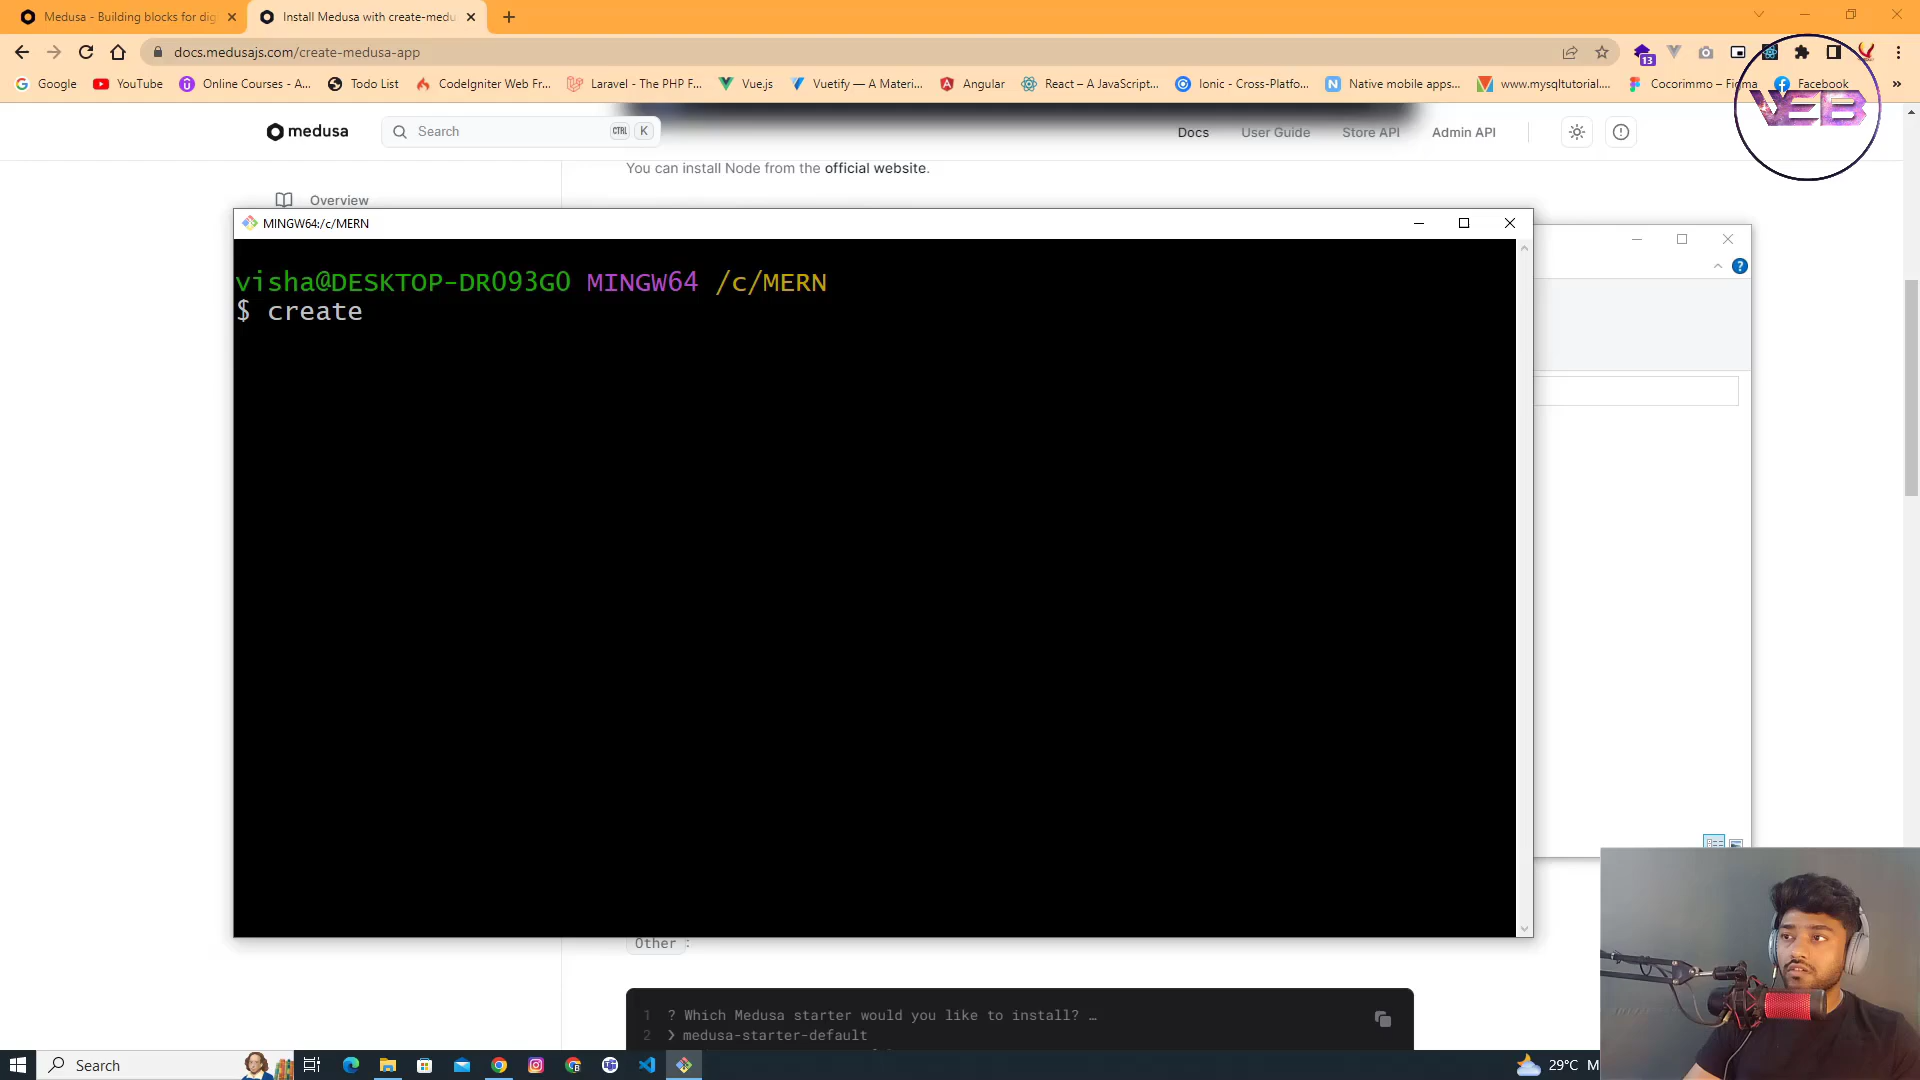 Medusa - Building blocks for dig
Install Medusa with create-medu
docs.medusajs.com/create-medusa-app
13
Google
YouTube
Online Courses - A...
Todo List
CodeIgniter Web Fr...
Laravel - The PHP F...
Vue.js
Vuetify — A Materi...
Angular
React – A JavaScript...
Ionic - Cross-Platfo...
Native mobile apps...
www.mysqltutorial....
Cocorimmo – Figma
Facebook
»
VEB
medusa
Search
CTRL
K
Docs
User Guide
Store API
Admin API
You can install Node from the official website.
Overview
MINGW64:/c/MERN
visha@DESKTOP-DRO93GO MINGW64 /c/MERN
$ create
Other :
1 ? Which Medusa starter would you like to install? …
2 ❯ medusa-starter-default
Search
29°C M